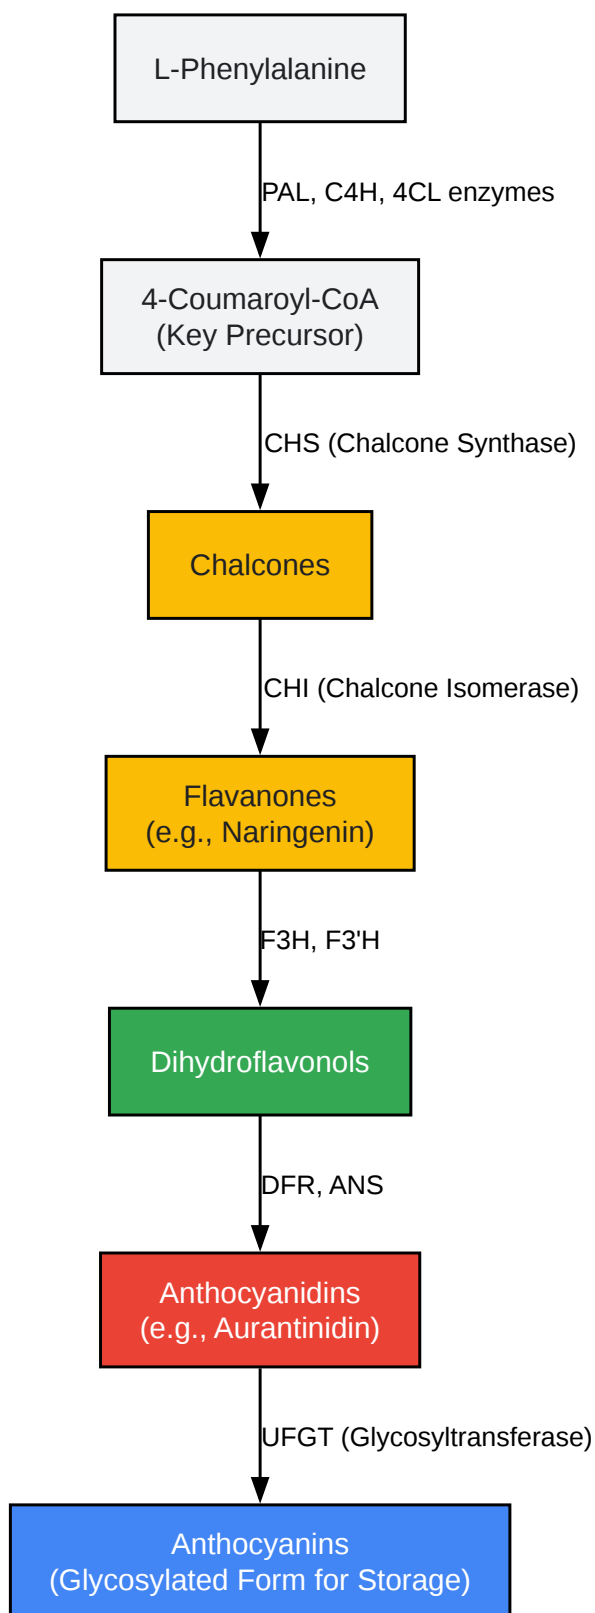 L-Phenylalanine
PAL, C4H, 4CL enzymes
4-Coumaroyl-CoA
(Key Precursor)
CHS (Chalcone Synthase)
Chalcones
CHI (Chalcone Isomerase)
Flavanones
(e.g., Naringenin)
F3H, F3'H
Dihydroflavonols
DFR, ANS
Anthocyanidins
(e.g., Aurantinidin)
UFGT (Glycosyltransferase)
Anthocyanins
(Glycosylated Form for Storage)